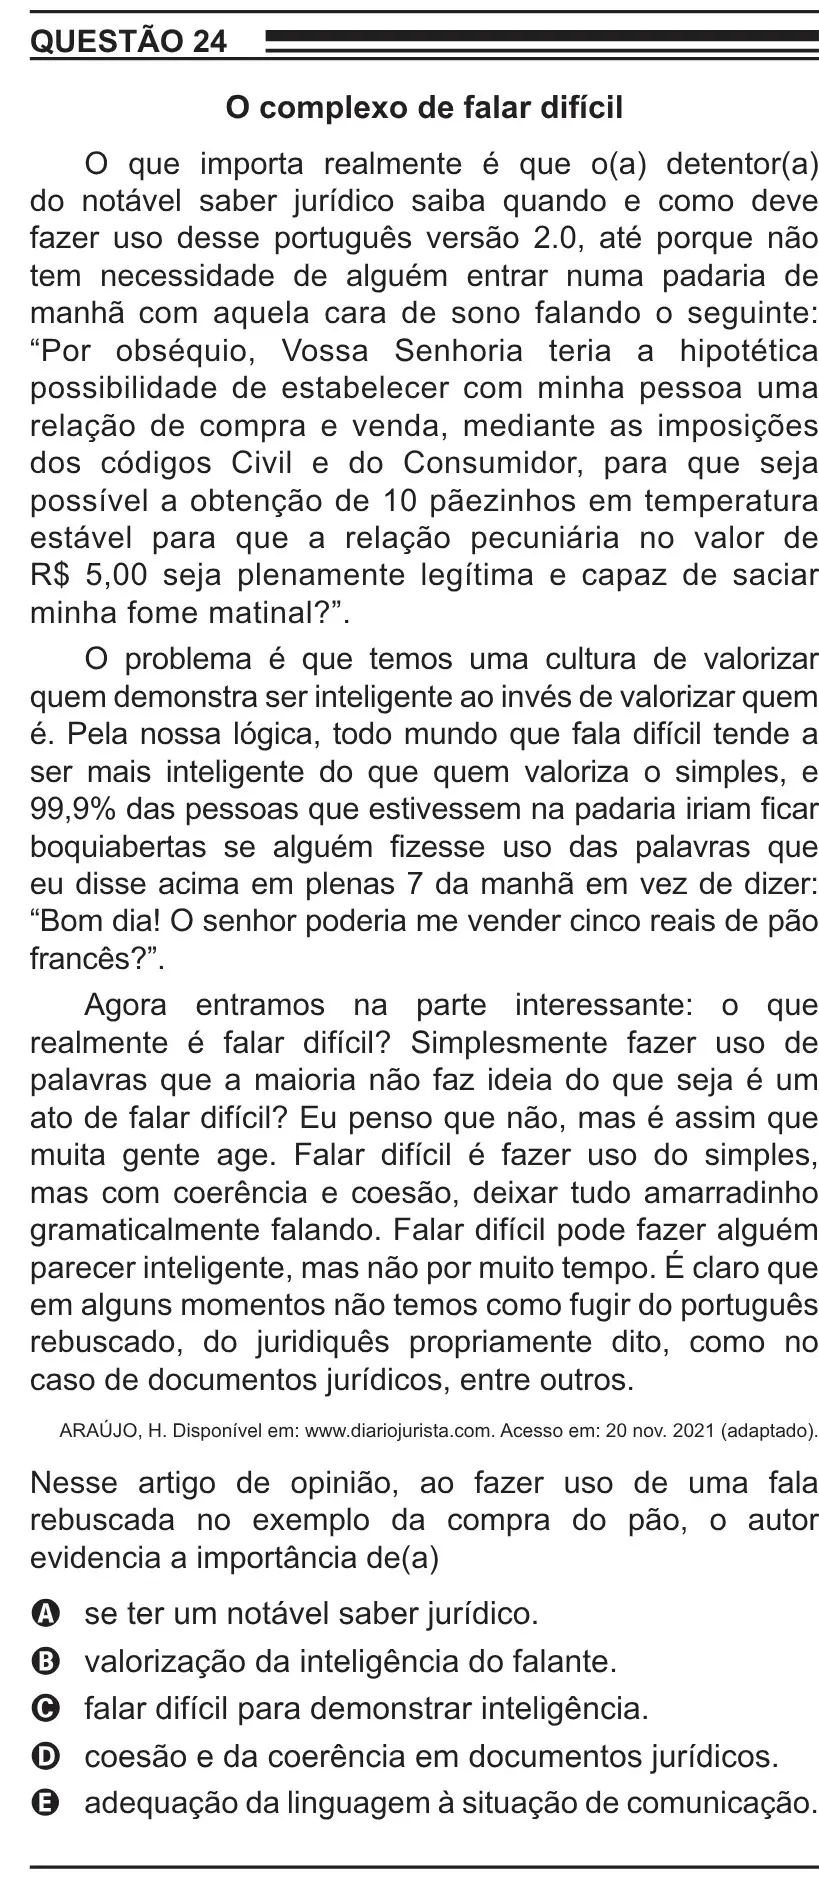 QUESTÃO 24
O complexo de falar difícil
O que importa realmente é que o(a) detentor(a)
do notável saber jurídico saiba quando e como deve
fazer uso desse português versão 2.0, até porque não
tem necessidade de alguém entrar numa padaria de
manhã com aquela cara de sono falando o seguinte:
“Por obséquio, Vossa Senhoria teria a hipotética
possibilidade de estabelecer com minha pessoa uma
relação de compra e venda, mediante as imposições
dos códigos Civil e do Consumidor, para que seja
possível a obtenção de 10 pãezinhos em temperatura
estável para que a relação pecuniária no valor de
R$ 5,00 seja plenamente legítima e capaz de saciar
minha fome matinal?”.
O problema é que temos uma cultura de valorizar
quem demonstra ser inteligente ao invés de valorizar quem
é. Pela nossa lógica, todo mundo que fala difícil tende a
ser mais inteligente do que quem valoriza o simples, e
99,9% das pessoas que estivessem na padaria iriam ficar
boquiabertas se alguém fizesse uso das palavras que
eu disse acima em plenas 7 da manhã em vez de dizer:
“Bom dia! O senhor poderia me vender cinco reais de pão
francês?”.
Agora entramos na parte interessante: o que
realmente é falar difícil? Simplesmente fazer uso de
palavras que a maioria não faz ideia do que seja é um
ato de falar difícil? Eu penso que não, mas é assim que
muita gente age. Falar difícil é fazer uso do simples,
mas com coerência e coesão, deixar tudo amarradinho
gramaticalmente falando. Falar difícil pode fazer alguém
parecer inteligente, mas não por muito tempo. É claro que
em alguns momentos não temos como fugir do português
rebuscado, do juridiquês propriamente dito, como no
caso de documentos jurídicos, entre outros.
ARAÚJO, H. Disponível em: www.diariojurista.com. Acesso em: 20 nov. 2021 (adaptado).
Nesse artigo de opinião, ao fazer uso de uma fala
rebuscada no exemplo da compra do pão, o autor
evidencia a importância de(a)
A se ter um notável saber jurídico.
B valorização da inteligência do falante.
C falar difícil para demonstrar inteligência.
D coesão e da coerência em documentos jurídicos.
E adequação da linguagem à situação de comunicação.